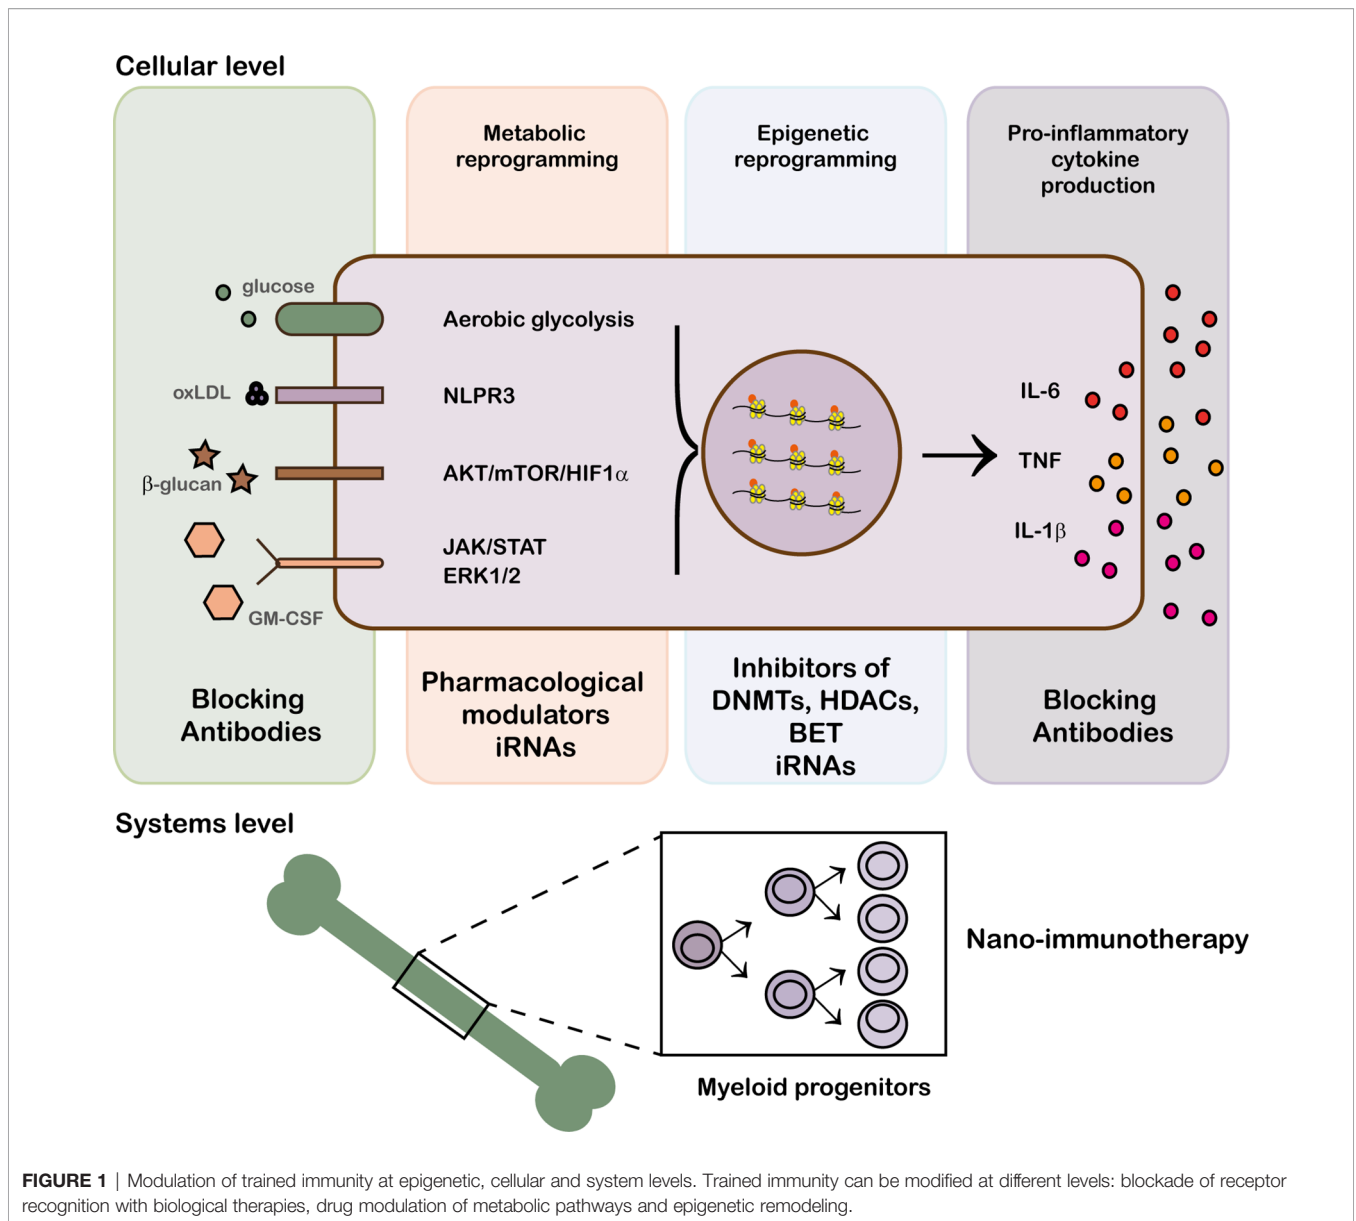 Cellular level
Metabolic
reprogramming
Epigenetic
reprogramming
Pro-inflammatory
cytokine
production
glucose
oxLDL
β-glucan
GM-CSF
Aerobic glycolysis
NLPR3
AKT/mTOR/HIF1α
JAK/STAT
ERK1/2
IL-6
TNF
IL-1β
Blocking
Antibodies
Pharmacological
modulators
iRNAs
Inhibitors of
DNMTs, HDACs,
BET
iRNAs
Blocking
Antibodies
Systems level
Nano-immunotherapy
Myeloid progenitors
FIGURE 1 | Modulation of trained immunity at epigenetic, cellular and system levels. Trained immunity can be modified at different levels: blockade of receptor
recognition with biological therapies, drug modulation of metabolic pathways and epigenetic remodeling.